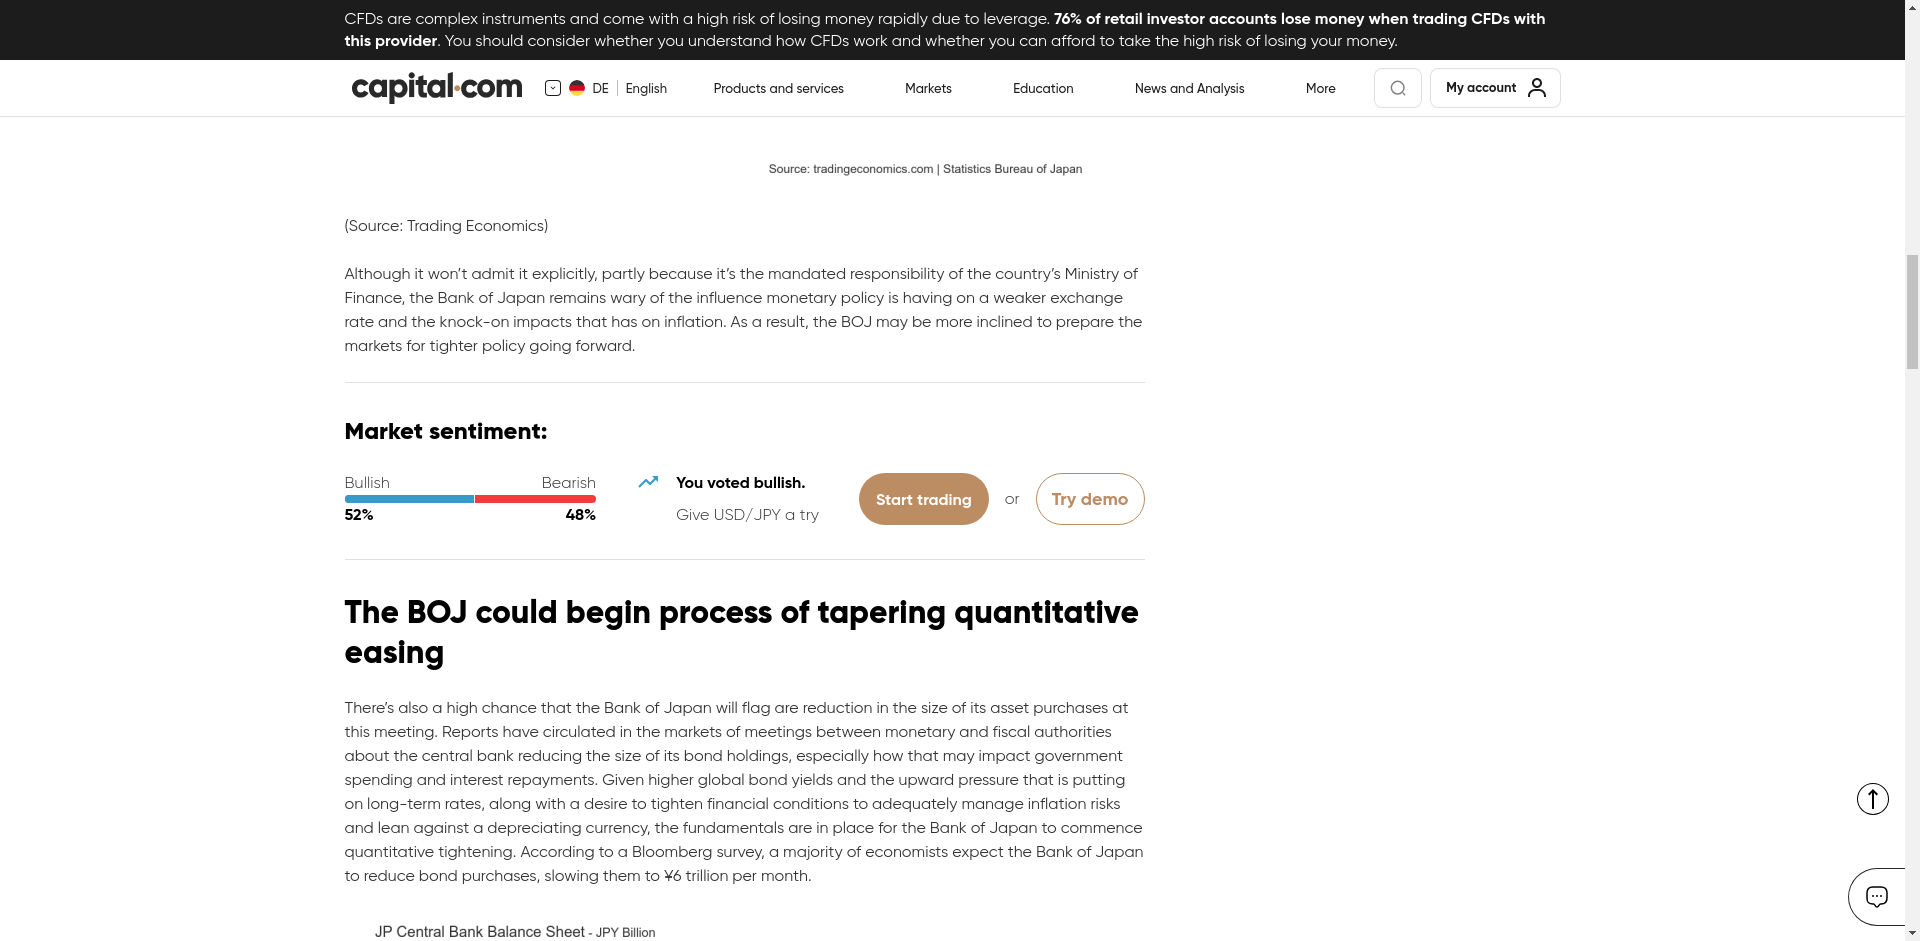 CFDs are complex instruments and come with a high risk of losing money rapidly due to leverage. 76% of retail investor accounts lose money when trading CFDs with
this provider. You should consider whether you understand how CFDs work and whether you can afford to take the high risk of losing your money.
capital.com DE English Products and services Markets Education News and Analysis More My account
Source: tradingeconomics.com | Statistics Bureau of Japan
(Source: Trading Economics)
Although it won’t admit it explicitly, partly because it’s the mandated responsibility of the country’s Ministry of
Finance, the Bank of Japan remains wary of the influence monetary policy is having on a weaker exchange
rate and the knock-on impacts that has on inflation. As a result, the BOJ may be more inclined to prepare the
markets for tighter policy going forward.
Market sentiment:
Bullish Bearish
52% 48%
You voted bullish.
Give USD/JPY a try
Start trading or Try demo
The BOJ could begin process of tapering quantitative
easing
There’s also a high chance that the Bank of Japan will flag are reduction in the size of its asset purchases at
this meeting. Reports have circulated in the markets of meetings between monetary and fiscal authorities
about the central bank reducing the size of its bond holdings, especially how that may impact government
spending and interest repayments. Given higher global bond yields and the upward pressure that is putting
on long-term rates, along with a desire to tighten financial conditions to adequately manage inflation risks
and lean against a depreciating currency, the fundamentals are in place for the Bank of Japan to commence
quantitative tightening. According to a Bloomberg survey, a majority of economists expect the Bank of Japan
to reduce bond purchases, slowing them to ¥6 trillion per month.
JP Central Bank Balance Sheet - JPY Billion